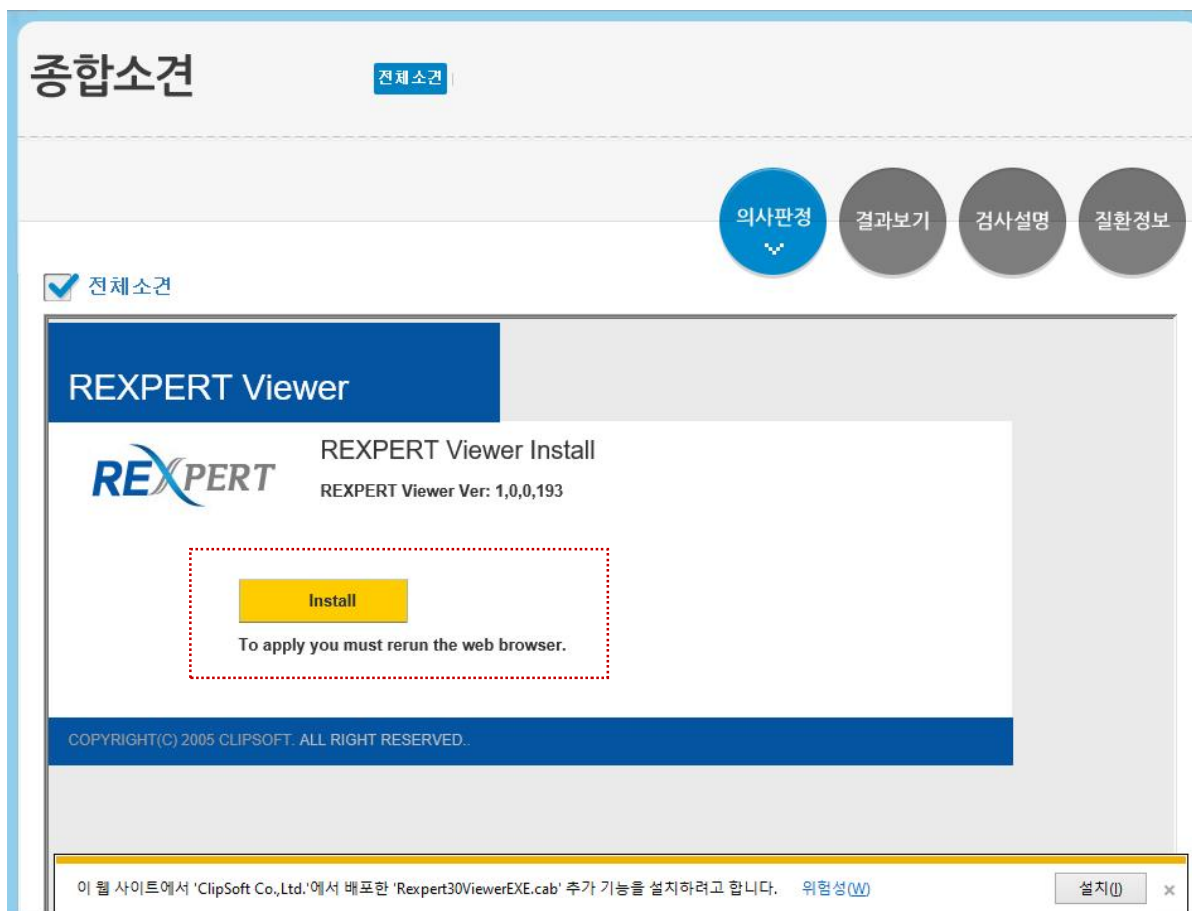 종합소견
전체소견
의사판정 결과보기 검사설명 질환정보
전체소견
REXPERT Viewer
REXPERT
REXPERT Viewer Install
REXPERT Viewer Ver: 1,0,0,193
Install
To apply you must rerun the web browser.
COPYRIGHT(C) 2005 CLIPSOFT. ALL RIGHT RESERVED..
이 웹 사이트에서 'ClipSoft Co.,Ltd.'에서 배포한 'Rexpert30ViewerEXE.cab' 추가 기능을 설치하려고 합니다. 위험성(W) 설치(I) ×